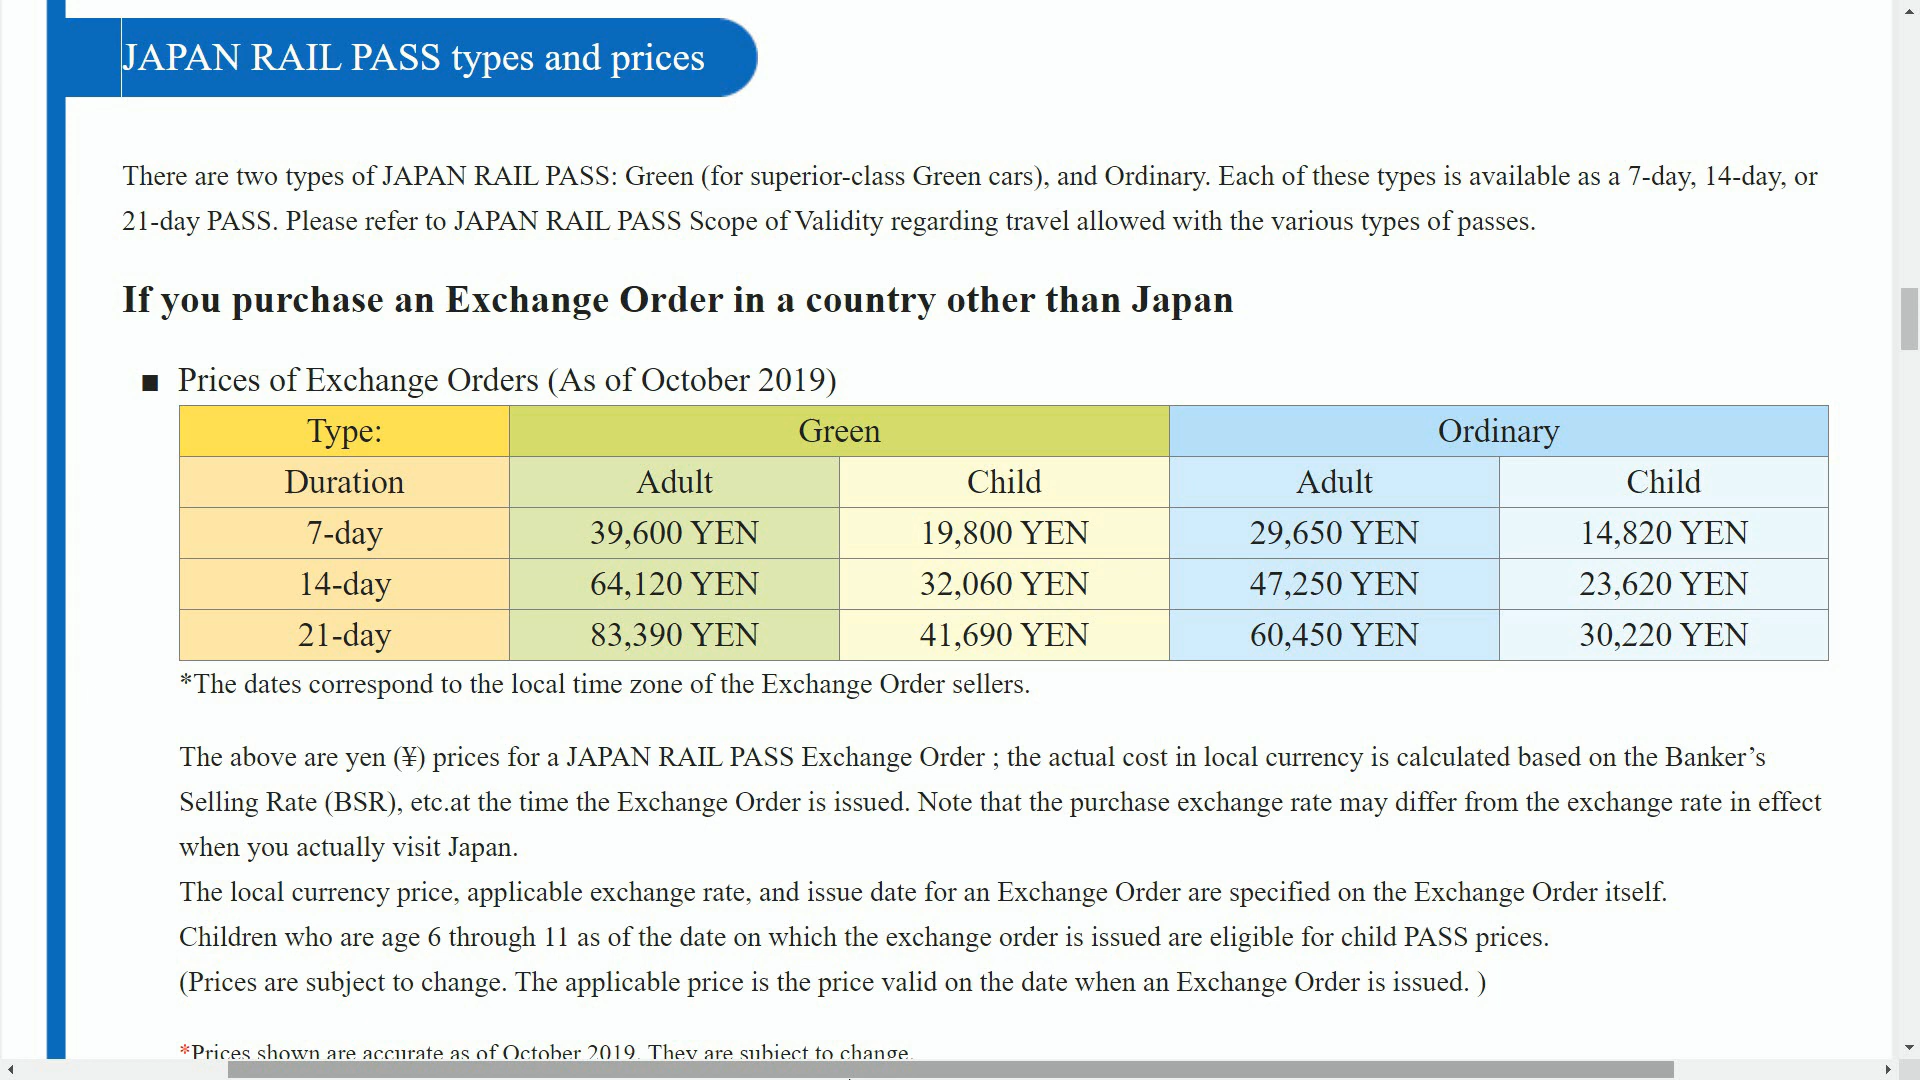 JAPAN RAIL PASS types and prices
There are two types of JAPAN RAIL PASS: Green (for superior-class Green cars), and Ordinary. Each of these types is available as a 7-day, 14-day, or
21-day PASS. Please refer to JAPAN RAIL PASS Scope of Validity regarding travel allowed with the various types of passes.
If you purchase an Exchange Order in a country other than Japan
■ Prices of Exchange Orders (As of October 2019)
Type: Green Ordinary
Duration Adult Child Adult Child
7-day 39,600 YEN 19,800 YEN 29,650 YEN 14,820 YEN
14-day 64,120 YEN 32,060 YEN 47,250 YEN 23,620 YEN
21-day 83,390 YEN 41,690 YEN 60,450 YEN 30,220 YEN
*The dates correspond to the local time zone of the Exchange Order sellers.
The above are yen (¥) prices for a JAPAN RAIL PASS Exchange Order ; the actual cost in local currency is calculated based on the Banker’s
Selling Rate (BSR), etc.at the time the Exchange Order is issued. Note that the purchase exchange rate may differ from the exchange rate in effect
when you actually visit Japan.
The local currency price, applicable exchange rate, and issue date for an Exchange Order are specified on the Exchange Order itself.
Children who are age 6 through 11 as of the date on which the exchange order is issued are eligible for child PASS prices.
(Prices are subject to change. The applicable price is the price valid on the date when an Exchange Order is issued. )
*Prices shown are accurate as of October 2019. They are subject to change.